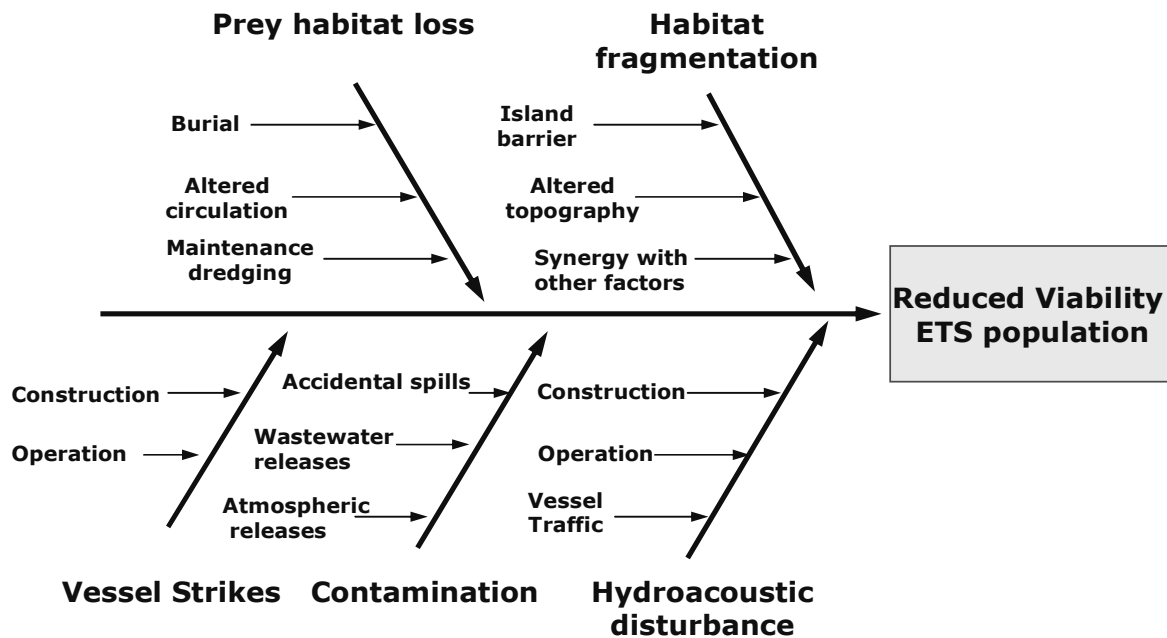 Prey habitat loss
Habitat
fragmentation
Burial
Altered
circulation
Maintenance
dredging
Island
barrier
Altered
topography
Synergy with
other factors
Reduced Viability
ETS population
Construction
Operation
Accidental spills
Wastewater
releases
Atmospheric
releases
Construction
Operation
Vessel
Traffic
Vessel Strikes
Contamination
Hydroacoustic
disturbance